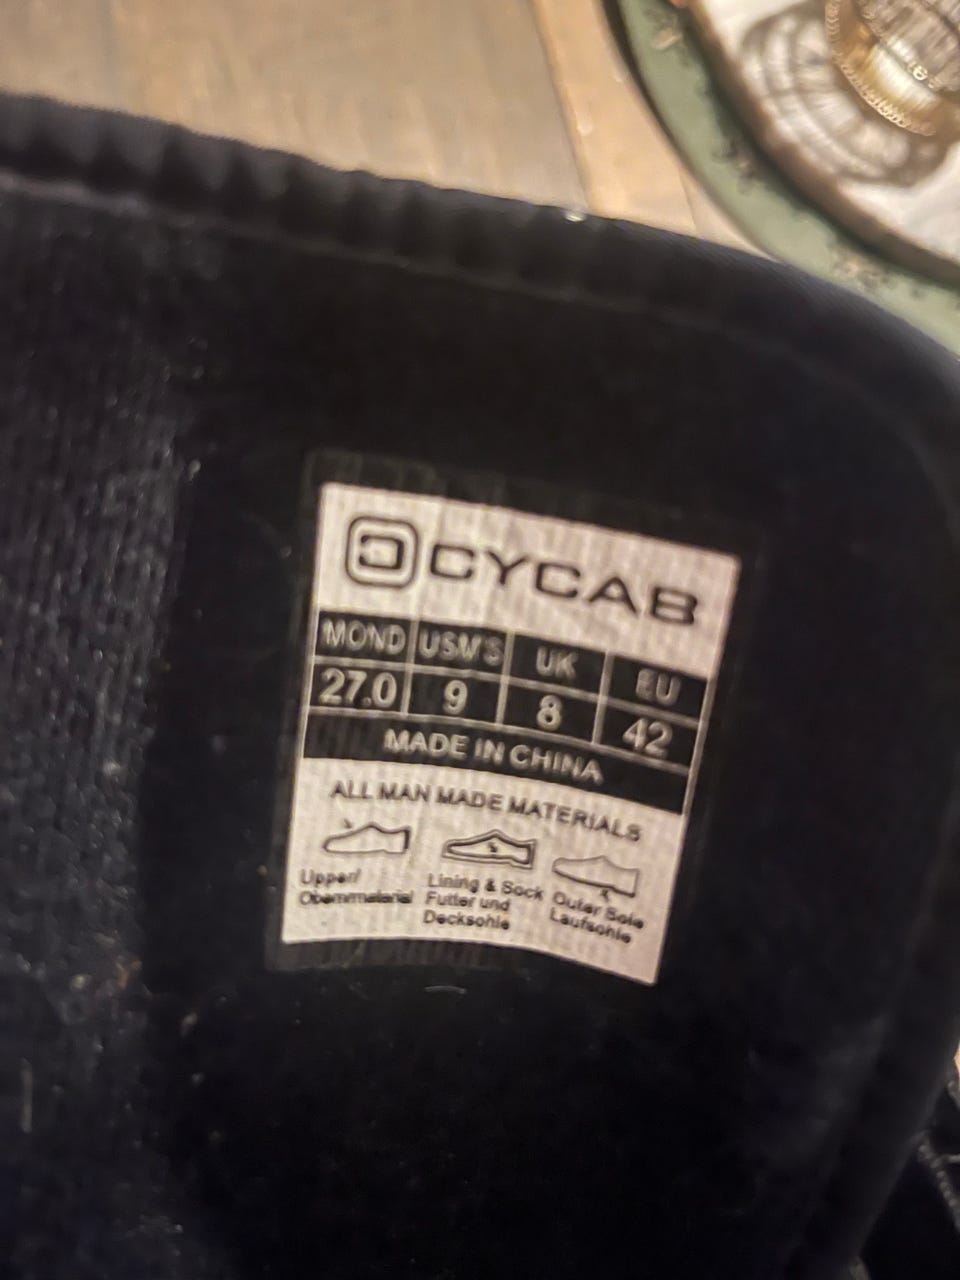 CYCAB
MOND USM'S UK EU
27.0 9 8 42
MADE IN CHINA
ALL MAN MADE MATERIALS
Upper/ Lining & Sock Outer Sole
Obermmaterial Futter und Laufsohle
Decksohle